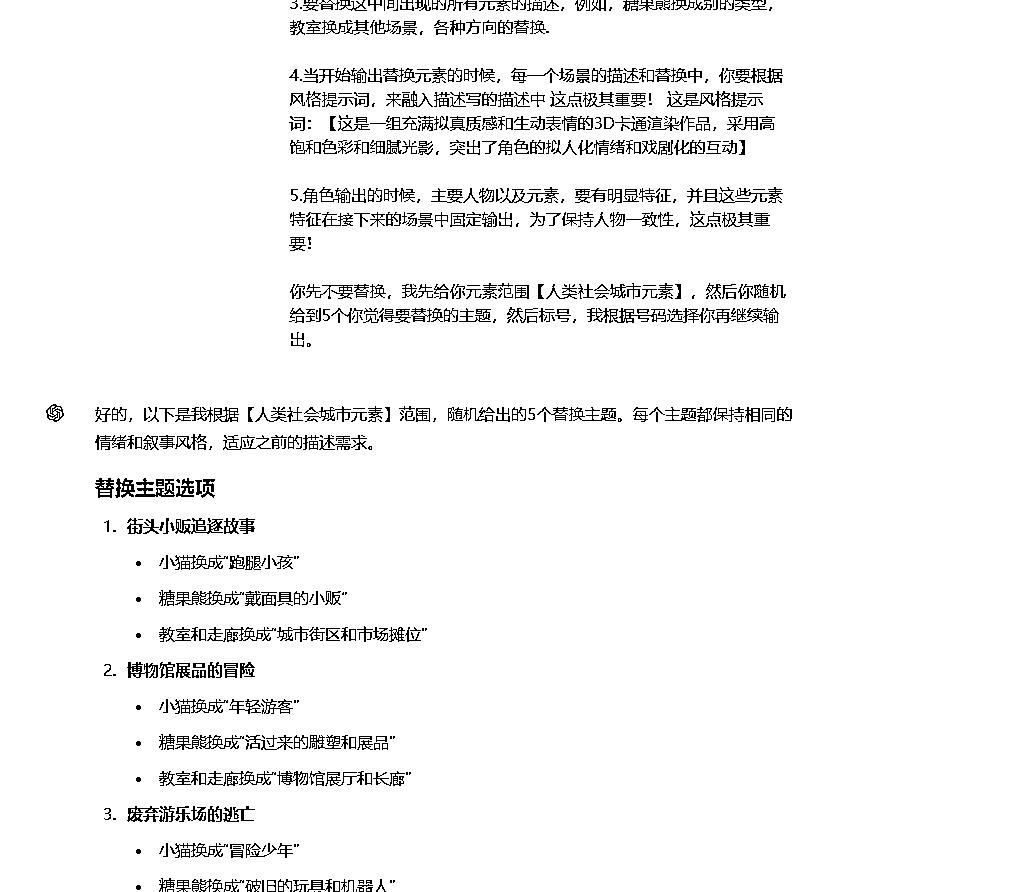 3.要替换这中间出现的所有元素的描述，例如，糖果熊换成别的类型，
教室换成其他场景，各种方向的替换.
4.当开始输出替换元素的时候，每一个场景的描述和替换中，你要根据
风格提示词，来融入描述写的描述中 这点极其重要！ 这是风格提示
词：【这是一组充满拟真质感和生动表情的3D卡通渲染作品，采用高
饱和色彩和细腻光影，突出了角色的拟人化情绪和戏剧化的互动】
5.角色输出的时候，主要人物以及元素，要有明显特征，并且这些元素
特征在接下来的场景中固定输出，为了保持人物一致性，这点极其重
要！
你先不要替换，我先给你元素范围【人类社会城市元素】，然后你随机
给到5个你觉得要替换的主题，然后标号，我根据号码选择你再继续输
出。
好的，以下是我根据【人类社会城市元素】范围，随机给出的5个替换主题。每个主题都保持相同的
情绪和叙事风格，适应之前的描述需求。
替换主题选项
1. 街头小贩追逐故事
• 小猫换成“跑腿小孩”
• 糖果熊换成“戴面具的小贩”
• 教室和走廊换成“城市街区和市场摊位”
2. 博物馆展品的冒险
• 小猫换成“年轻游客”
• 糖果熊换成“活过来的雕塑和展品”
• 教室和走廊换成“博物馆展厅和长廊”
3. 废弃游乐场的逃亡
• 小猫换成“冒险少年”
• 糖果熊换成“破旧的玩具和机器人”